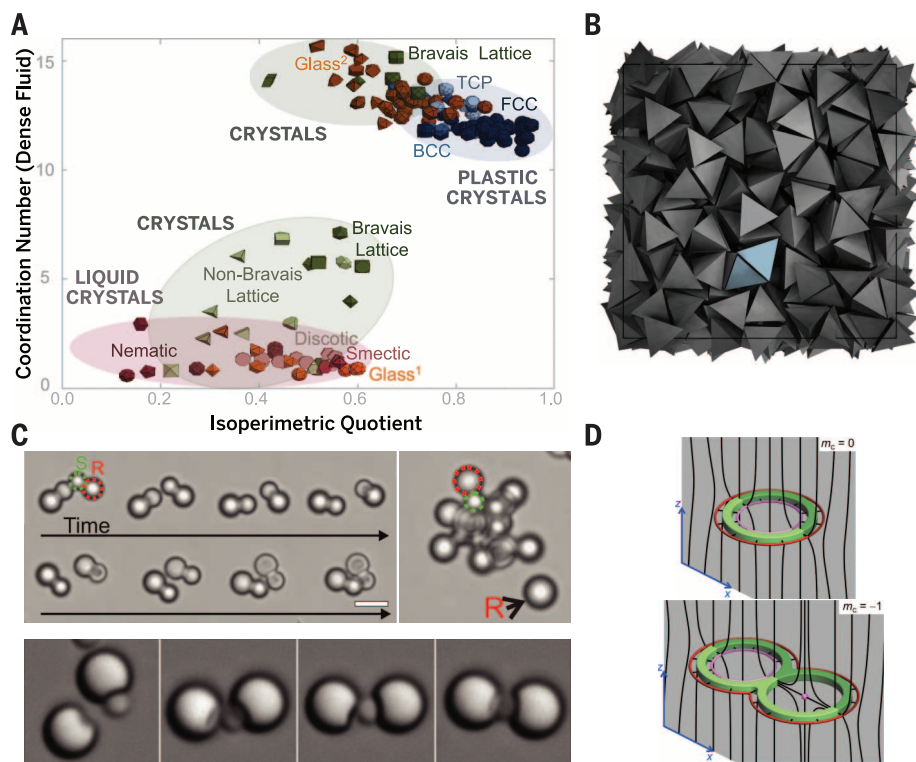 A
Coordination Number (Dense Fluid)
15
10
5
0
0.0 0.2 0.4 0.6 0.8 1.0
Isoperimetric Quotient
Glass²
Bravais Lattice
TCP
FCC
CRYSTALS
BCC
PLASTIC
CRYSTALS
CRYSTALS
Bravais
Lattice
Non-Bravais
Lattice
LIQUID
CRYSTALS
Discotic
Nematic
Smectic
Glass¹
B
C
S
R
Time
R
D
m_c = 0
z
x
m_c = −1
z
x